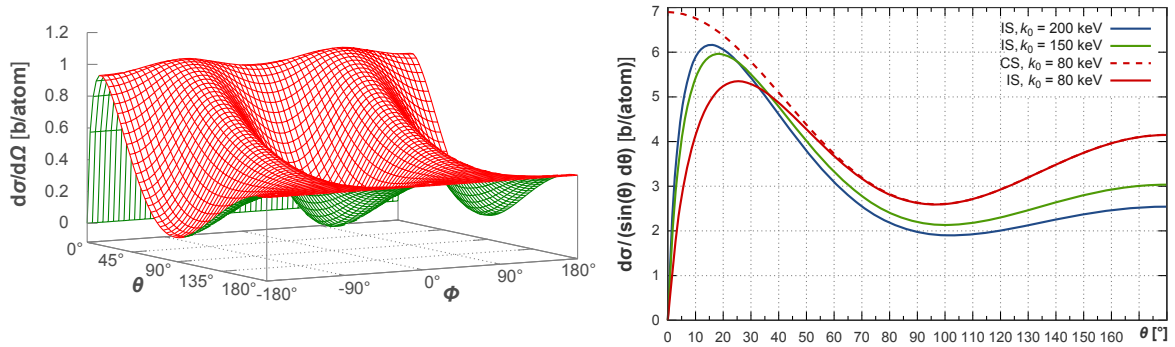 dσ/dΩ [b/atom]
1.2
1
0.8
0.6
0.4
0.2
0
0°
45°
90°
135°
180°
θ
-180°
-90°
0°
90°
180°
Φ
dσ/(sin(θ) dθ) [b/(atom)]
7
6
5
4
3
2
1
0
IS, k₀ = 200 keV
IS, k₀ = 150 keV
CS, k₀ = 80 keV
IS, k₀ = 80 keV
0 10 20 30 40 50 60 70 80 90 100 110 120 130 140 150 160 θ [°]